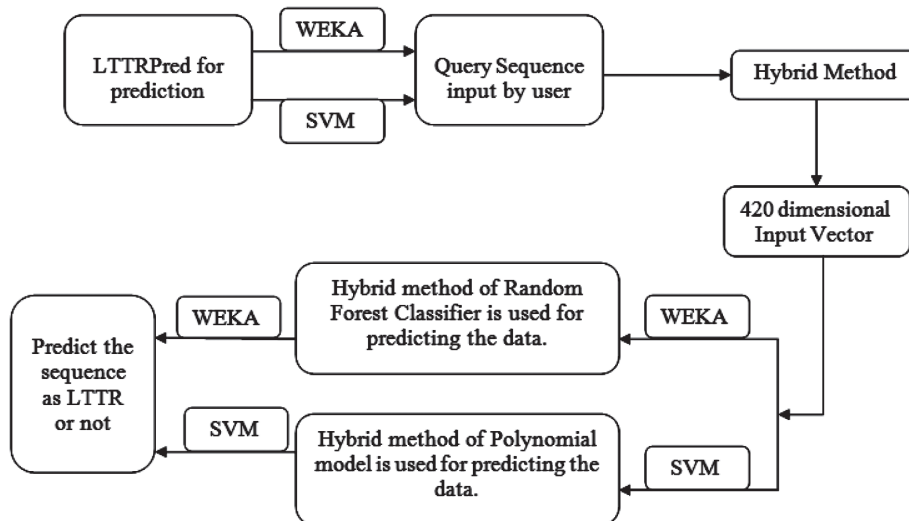 WEKA
LTTRPred for
prediction
SVM
Query Sequence
input by user
Hybrid Method
420 dimensional
Input Vector
WEKA
Hybrid method of Random
Forest Classifier is used for
predicting the data.
WEKA
SVM
Hybrid method of Polynomial
model is used for predicting the
data.
SVM
Predict the
sequence
as LTTR
or not